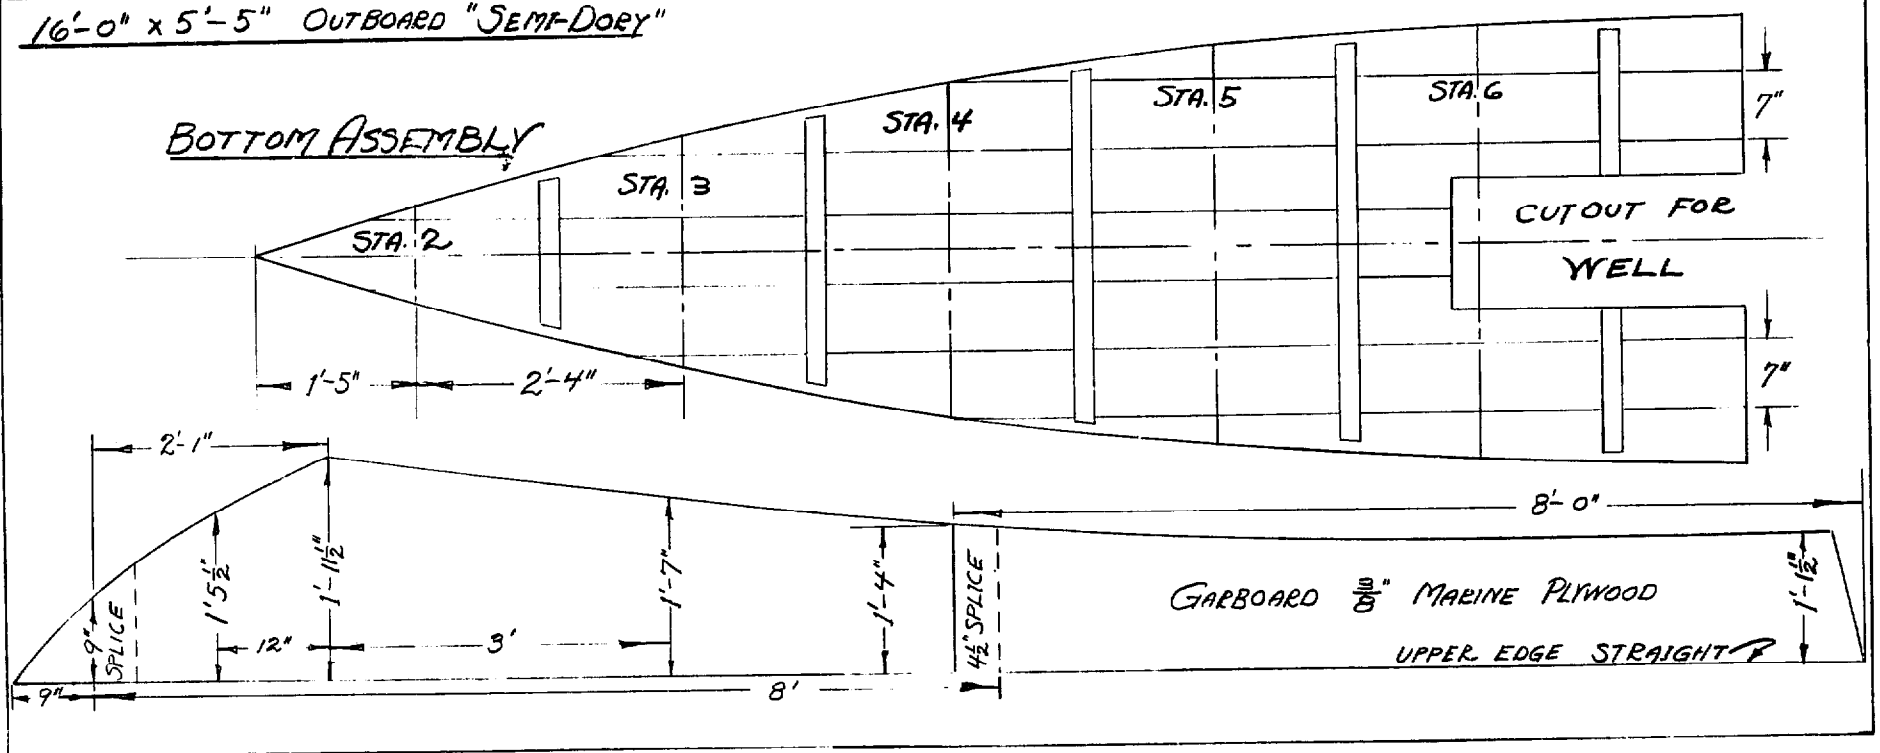 16'-0" x 5'-5" OUTBOARD "SEMI-DORY"
BOTTOM ASSEMBLY
STA. 2
STA. 3
STA. 4
STA. 5
STA. 6
7"
CUTOUT FOR
WELL
7"
1'-5"
2'-4"
2'-1"
8'-0"
9"
SPLICE
1'5½"
12"
1'-11½"
3'
1'-7"
1'-4"
4½" SPLICE
GARBOARD ⅜" MARINE PLYWOOD
UPPER EDGE STRAIGHT
1'-1½"
9"
8'